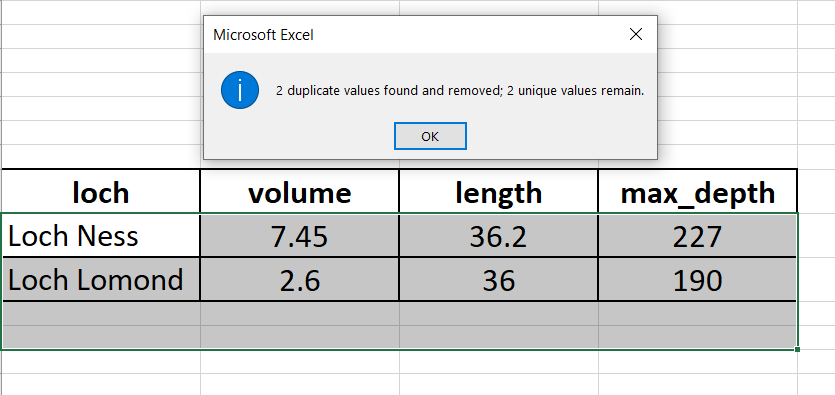 Microsoft Excel
2 duplicate values found and removed; 2 unique values remain.
OK
loch volume length max_depth
Loch Ness 7.45 36.2 227
Loch Lomond 2.6 36 190